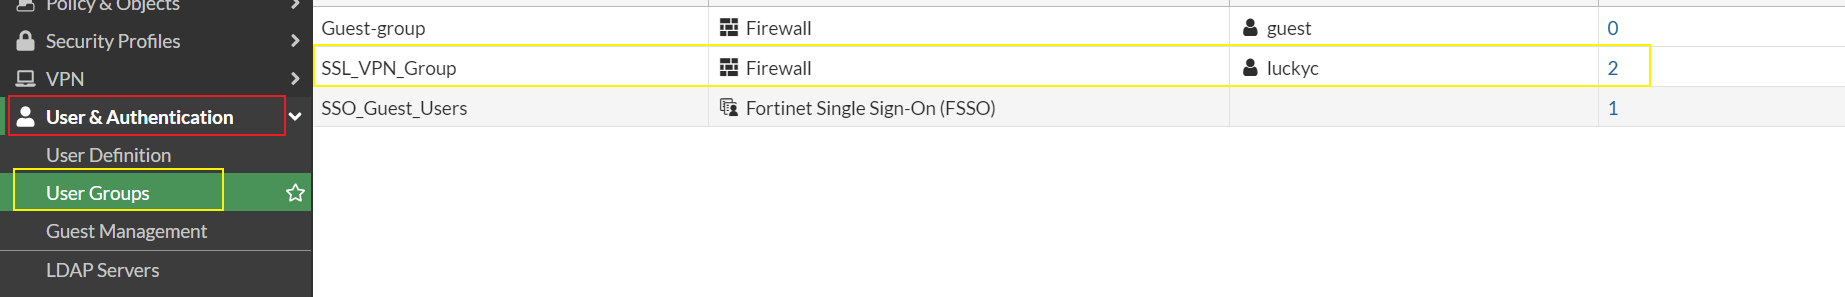 Policy & Objects
Security Profiles
VPN
User & Authentication
User Definition
User Groups
Guest Management
LDAP Servers
Guest-group Firewall guest 0
SSL_VPN_Group Firewall luckyc 2
SSO_Guest_Users Fortinet Single Sign-On (FSSO) 1